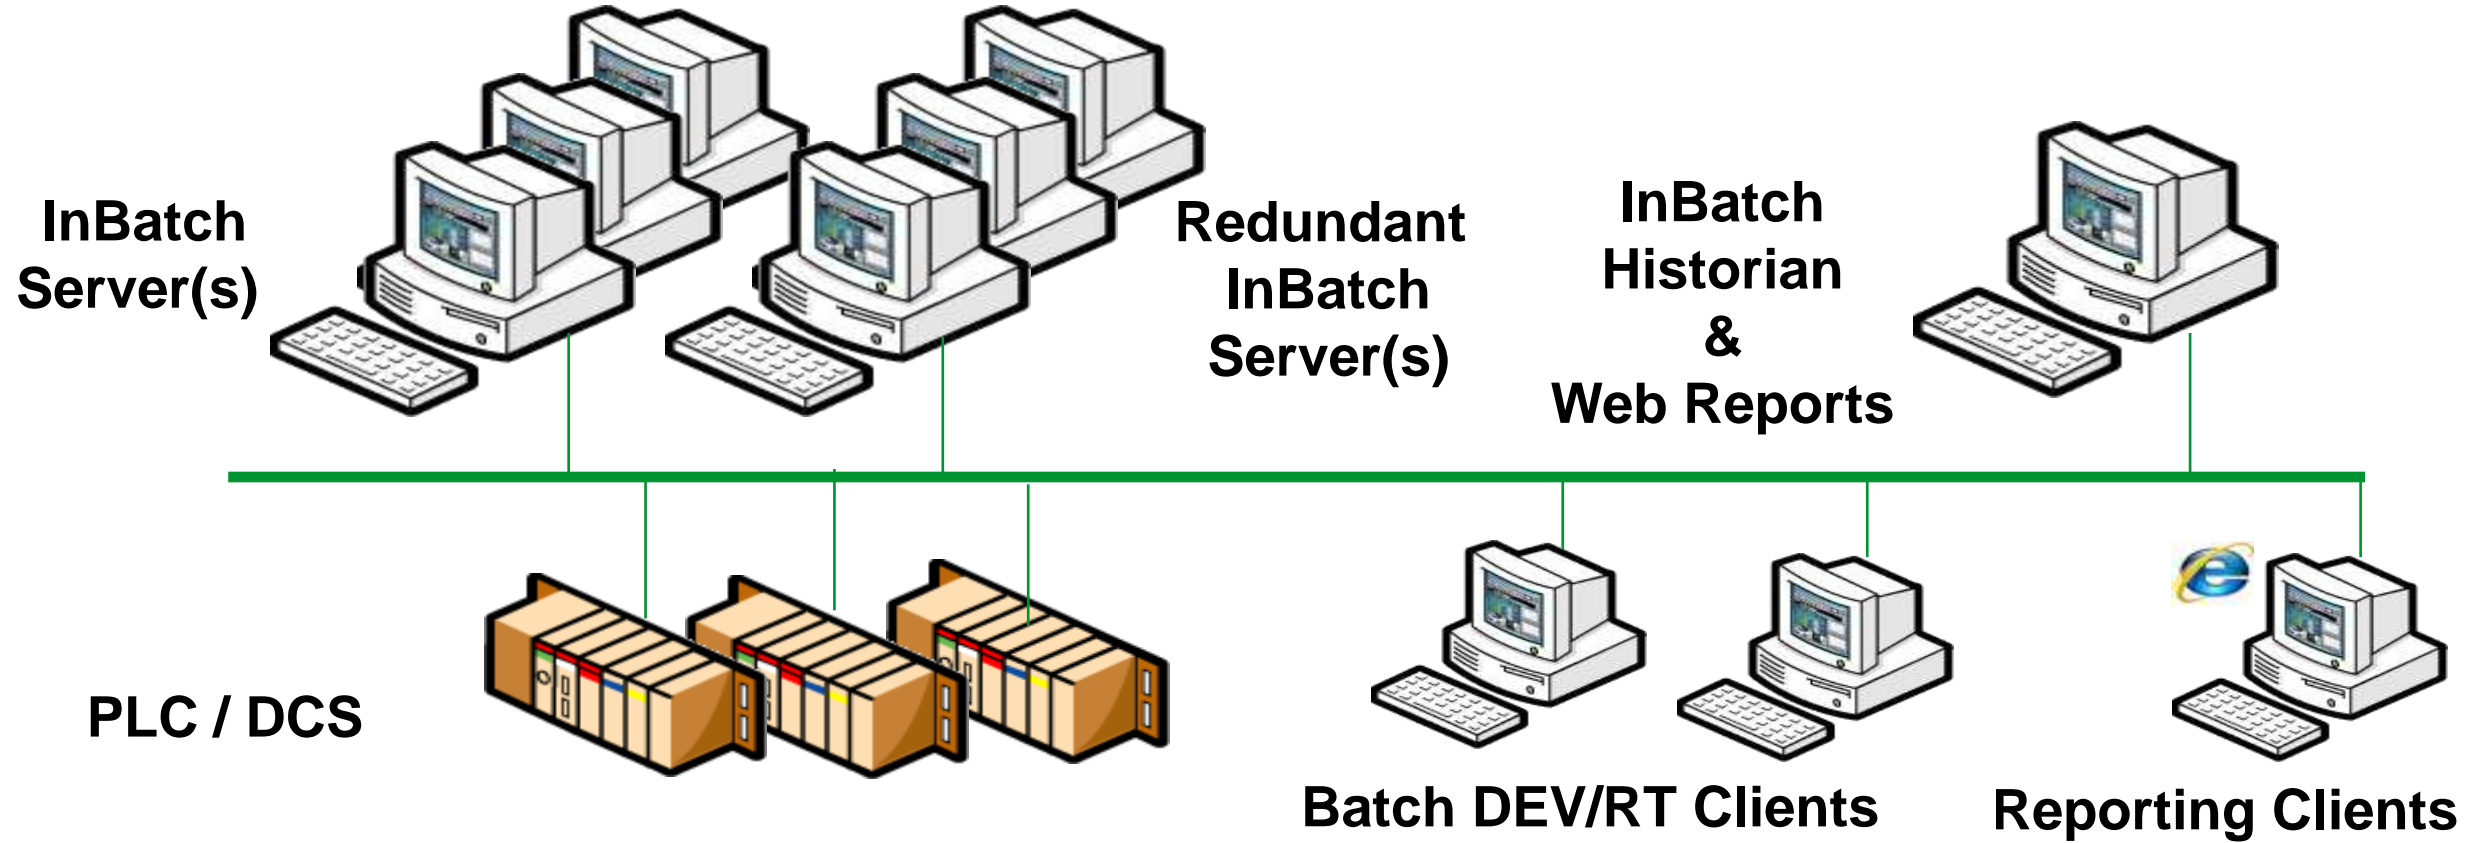 InBatch
Server(s)
Redundant
InBatch
Server(s)
InBatch
Historian
&
Web Reports
PLC / DCS
Batch DEV/RT Clients
Reporting Clients